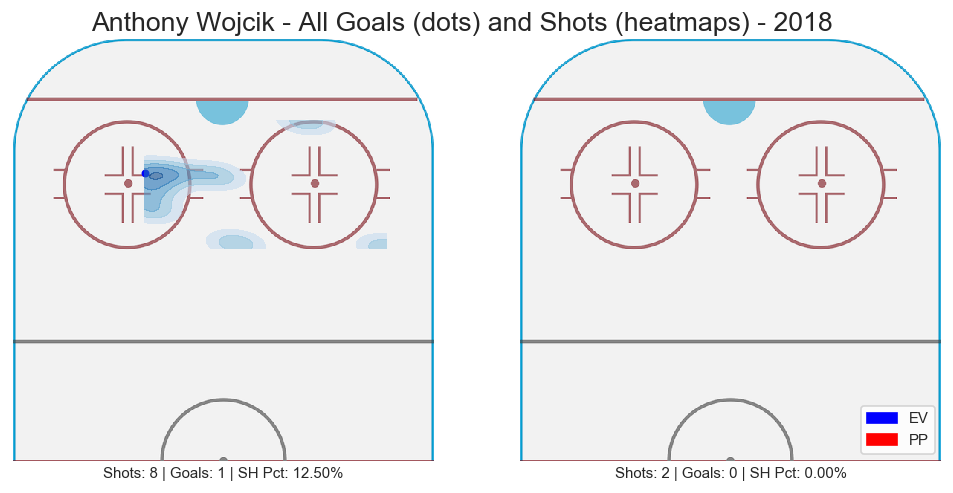 Anthony Wojcik - All Goals (dots) and Shots (heatmaps) - 2018
EV
PP
Shots: 8 | Goals: 1 | SH Pct: 12.50%
Shots: 2 | Goals: 0 | SH Pct: 0.00%